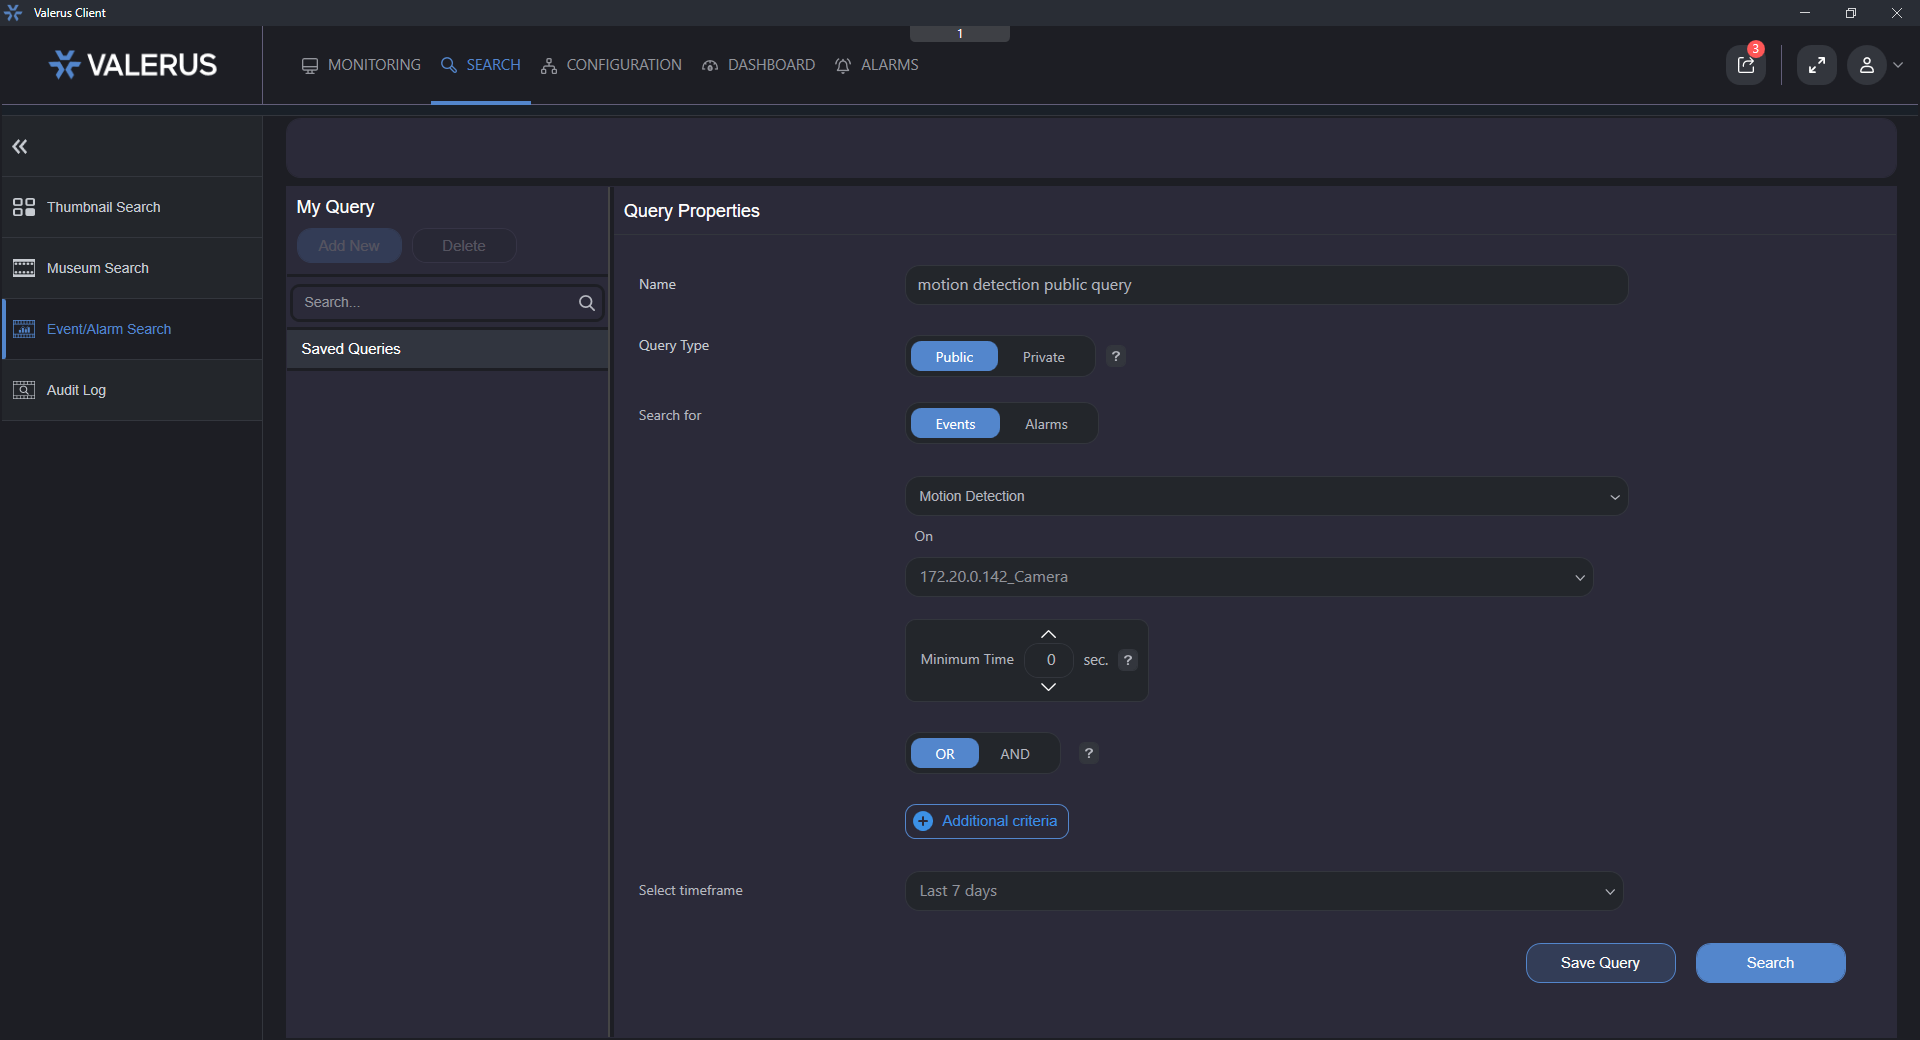 Valerus Client
1
VALERUS
MONITORING
SEARCH
CONFIGURATION
DASHBOARD
ALARMS
3
Thumbnail Search
Museum Search
Event/Alarm Search
Audit Log
My Query
Add New
Delete
Search...
Saved Queries
Query Properties
Name
motion detection public query
Query Type
Public
Private
?
Search for
Events
Alarms
Motion Detection
On
172.20.0.142_Camera
Minimum Time 0 sec. ?
OR
AND
?
Additional criteria
Select timeframe
Last 7 days
Save Query
Search